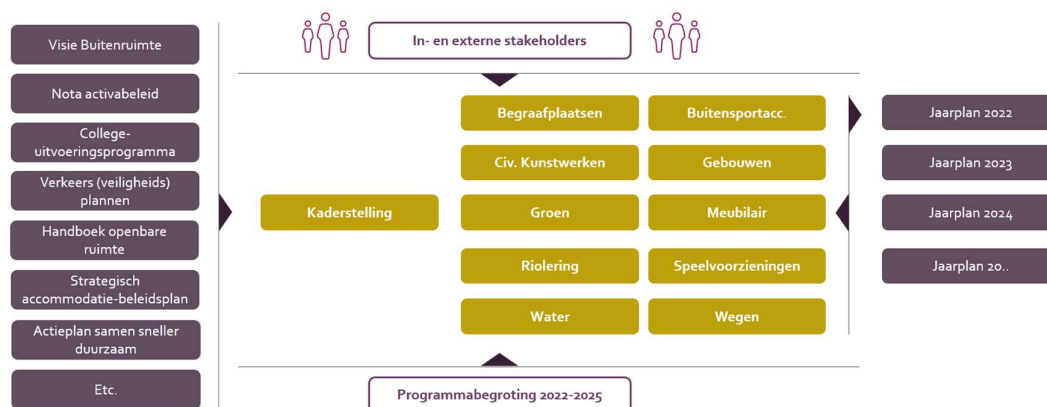 Visie Buitenruimte
Nota activabeleid
College-
uitvoeringsprogramma
Verkeers (veiligheids)
plannen
Handboek openbare
ruimte
Strategisch
accommodatie-beleidsplan
Actieplan samen sneller
duurzaam
Etc.
In- en externe stakeholders
Kaderstelling
Begraafplaatsen
Buitensportacc.
Civ. Kunstwerken
Gebouwen
Groen
Meubilair
Riolering
Speelvoorzieningen
Water
Wegen
Programmabegroting 2022-2025
Jaarplan 2022
Jaarplan 2023
Jaarplan 2024
Jaarplan 20..